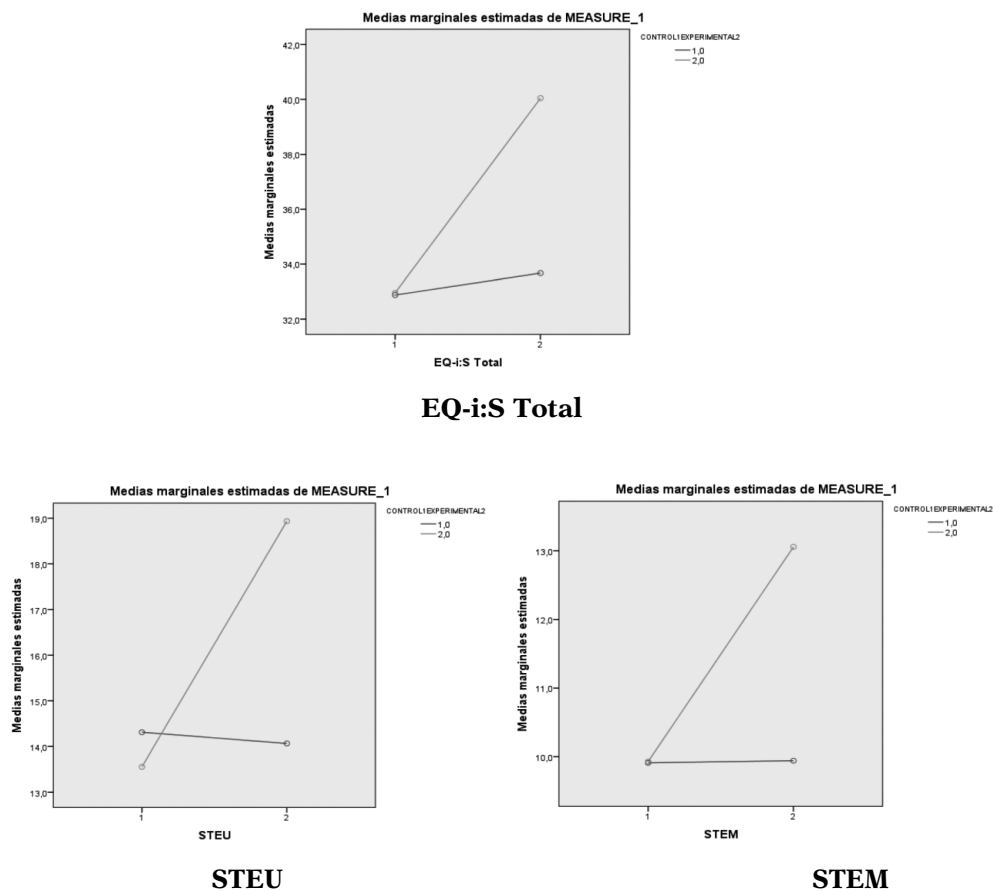 Medias marginales estimadas de MEASURE_1
CONTROL1EXPERIMENTAL2
1,0
2,0
Medias marginales estimadas
42,0
40,0
38,0
36,0
34,0
32,0
1 2
EQ-i:S Total
EQ-i:S Total
Medias marginales estimadas de MEASURE_1
CONTROL1EXPERIMENTAL2
1,0
2,0
Medias marginales estimadas
19,0
18,0
17,0
16,0
15,0
14,0
13,0
1 2
STEU
STEU
Medias marginales estimadas de MEASURE_1
CONTROL1EXPERIMENTAL2
1,0
2,0
Medias marginales estimadas
13,0
12,0
11,0
10,0
1 2
STEM
STEM